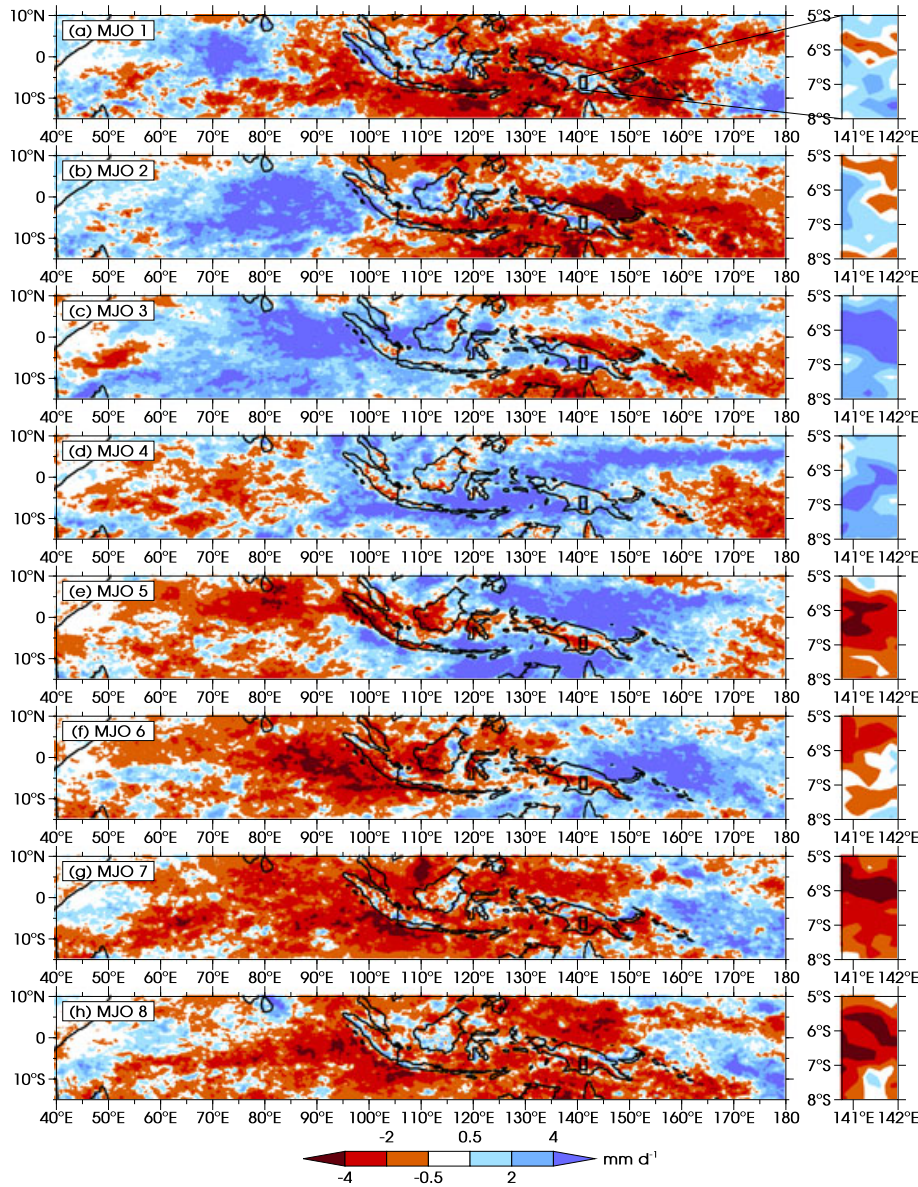 10°N (a) MJO 1 5°S
0 6°S
7°S
10°S
8°S
40°E 50°E 60°E 70°E 80°E 90°E 100°E 110°E 120°E 130°E 140°E 150°E 160°E 170°E 180 141°E 142°E
10°N (b) MJO 2 5°S
0 6°S
7°S
10°S
8°S
40°E 50°E 60°E 70°E 80°E 90°E 100°E 110°E 120°E 130°E 140°E 150°E 160°E 170°E 180 141°E 142°E
10°N (c) MJO 3 5°S
0 6°S
7°S
10°S
8°S
40°E 50°E 60°E 70°E 80°E 90°E 100°E 110°E 120°E 130°E 140°E 150°E 160°E 170°E 180 141°E 142°E
10°N (d) MJO 4 5°S
0 6°S
7°S
10°S
8°S
40°E 50°E 60°E 70°E 80°E 90°E 100°E 110°E 120°E 130°E 140°E 150°E 160°E 170°E 180 141°E 142°E
10°N (e) MJO 5 5°S
0 6°S
7°S
10°S
8°S
40°E 50°E 60°E 70°E 80°E 90°E 100°E 110°E 120°E 130°E 140°E 150°E 160°E 170°E 180 141°E 142°E
10°N (f) MJO 6 5°S
0 6°S
7°S
10°S
8°S
40°E 50°E 60°E 70°E 80°E 90°E 100°E 110°E 120°E 130°E 140°E 150°E 160°E 170°E 180 141°E 142°E
10°N (g) MJO 7 5°S
0 6°S
7°S
10°S
8°S
40°E 50°E 60°E 70°E 80°E 90°E 100°E 110°E 120°E 130°E 140°E 150°E 160°E 170°E 180 141°E 142°E
10°N (h) MJO 8 5°S
0 6°S
7°S
10°S
8°S
40°E 50°E 60°E 70°E 80°E 90°E 100°E 110°E 120°E 130°E 140°E 150°E 160°E 170°E 180 141°E 142°E
-2 0.5 4
mm d⁻¹
-4 -0.5 2